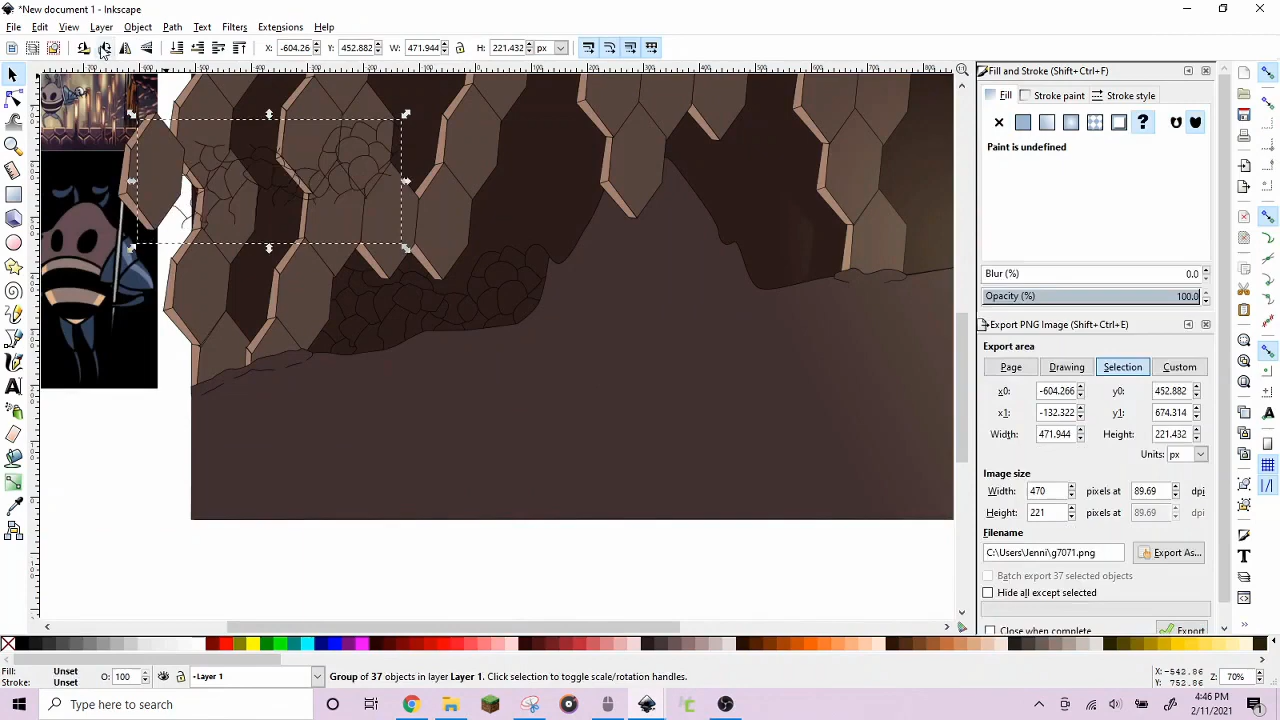 *New document 1 - Inkscape
File Edit View Layer Object Path Text Filters Extensions Help
X: -604.26 Y: 452.882 W: 471.944 H: 221.432 px
Fill and Stroke (Shift+Ctrl+F)
Fill Stroke paint Stroke style
Paint is undefined
Blur (%) 0.0
Opacity (%) 100.0
Export PNG Image (Shift+Ctrl+E)
Export area
Page Drawing Selection Custom
x0: -604.266 y0: 452.882
x1: -132.322 y1: 674.314
Width: 471.944 Height: 221.432
Units: px
Image size
Width: 470 pixels at 89.69 dpi
Height: 221 pixels at 89.69 dpi
Filename
C:\Users\Jenni\g7071.png Export As...
Batch export 37 selected objects
Hide all except selected
Close when complete Export
Fill: Unset
Stroke: Unset
O: 100 Layer 1 Group of 37 objects in layer Layer 1. Click selection to toggle scale/rotation handles.
X: -542.86
Y: 752.86
Z: 70%
Type here to search
4:46 PM
2/11/2021